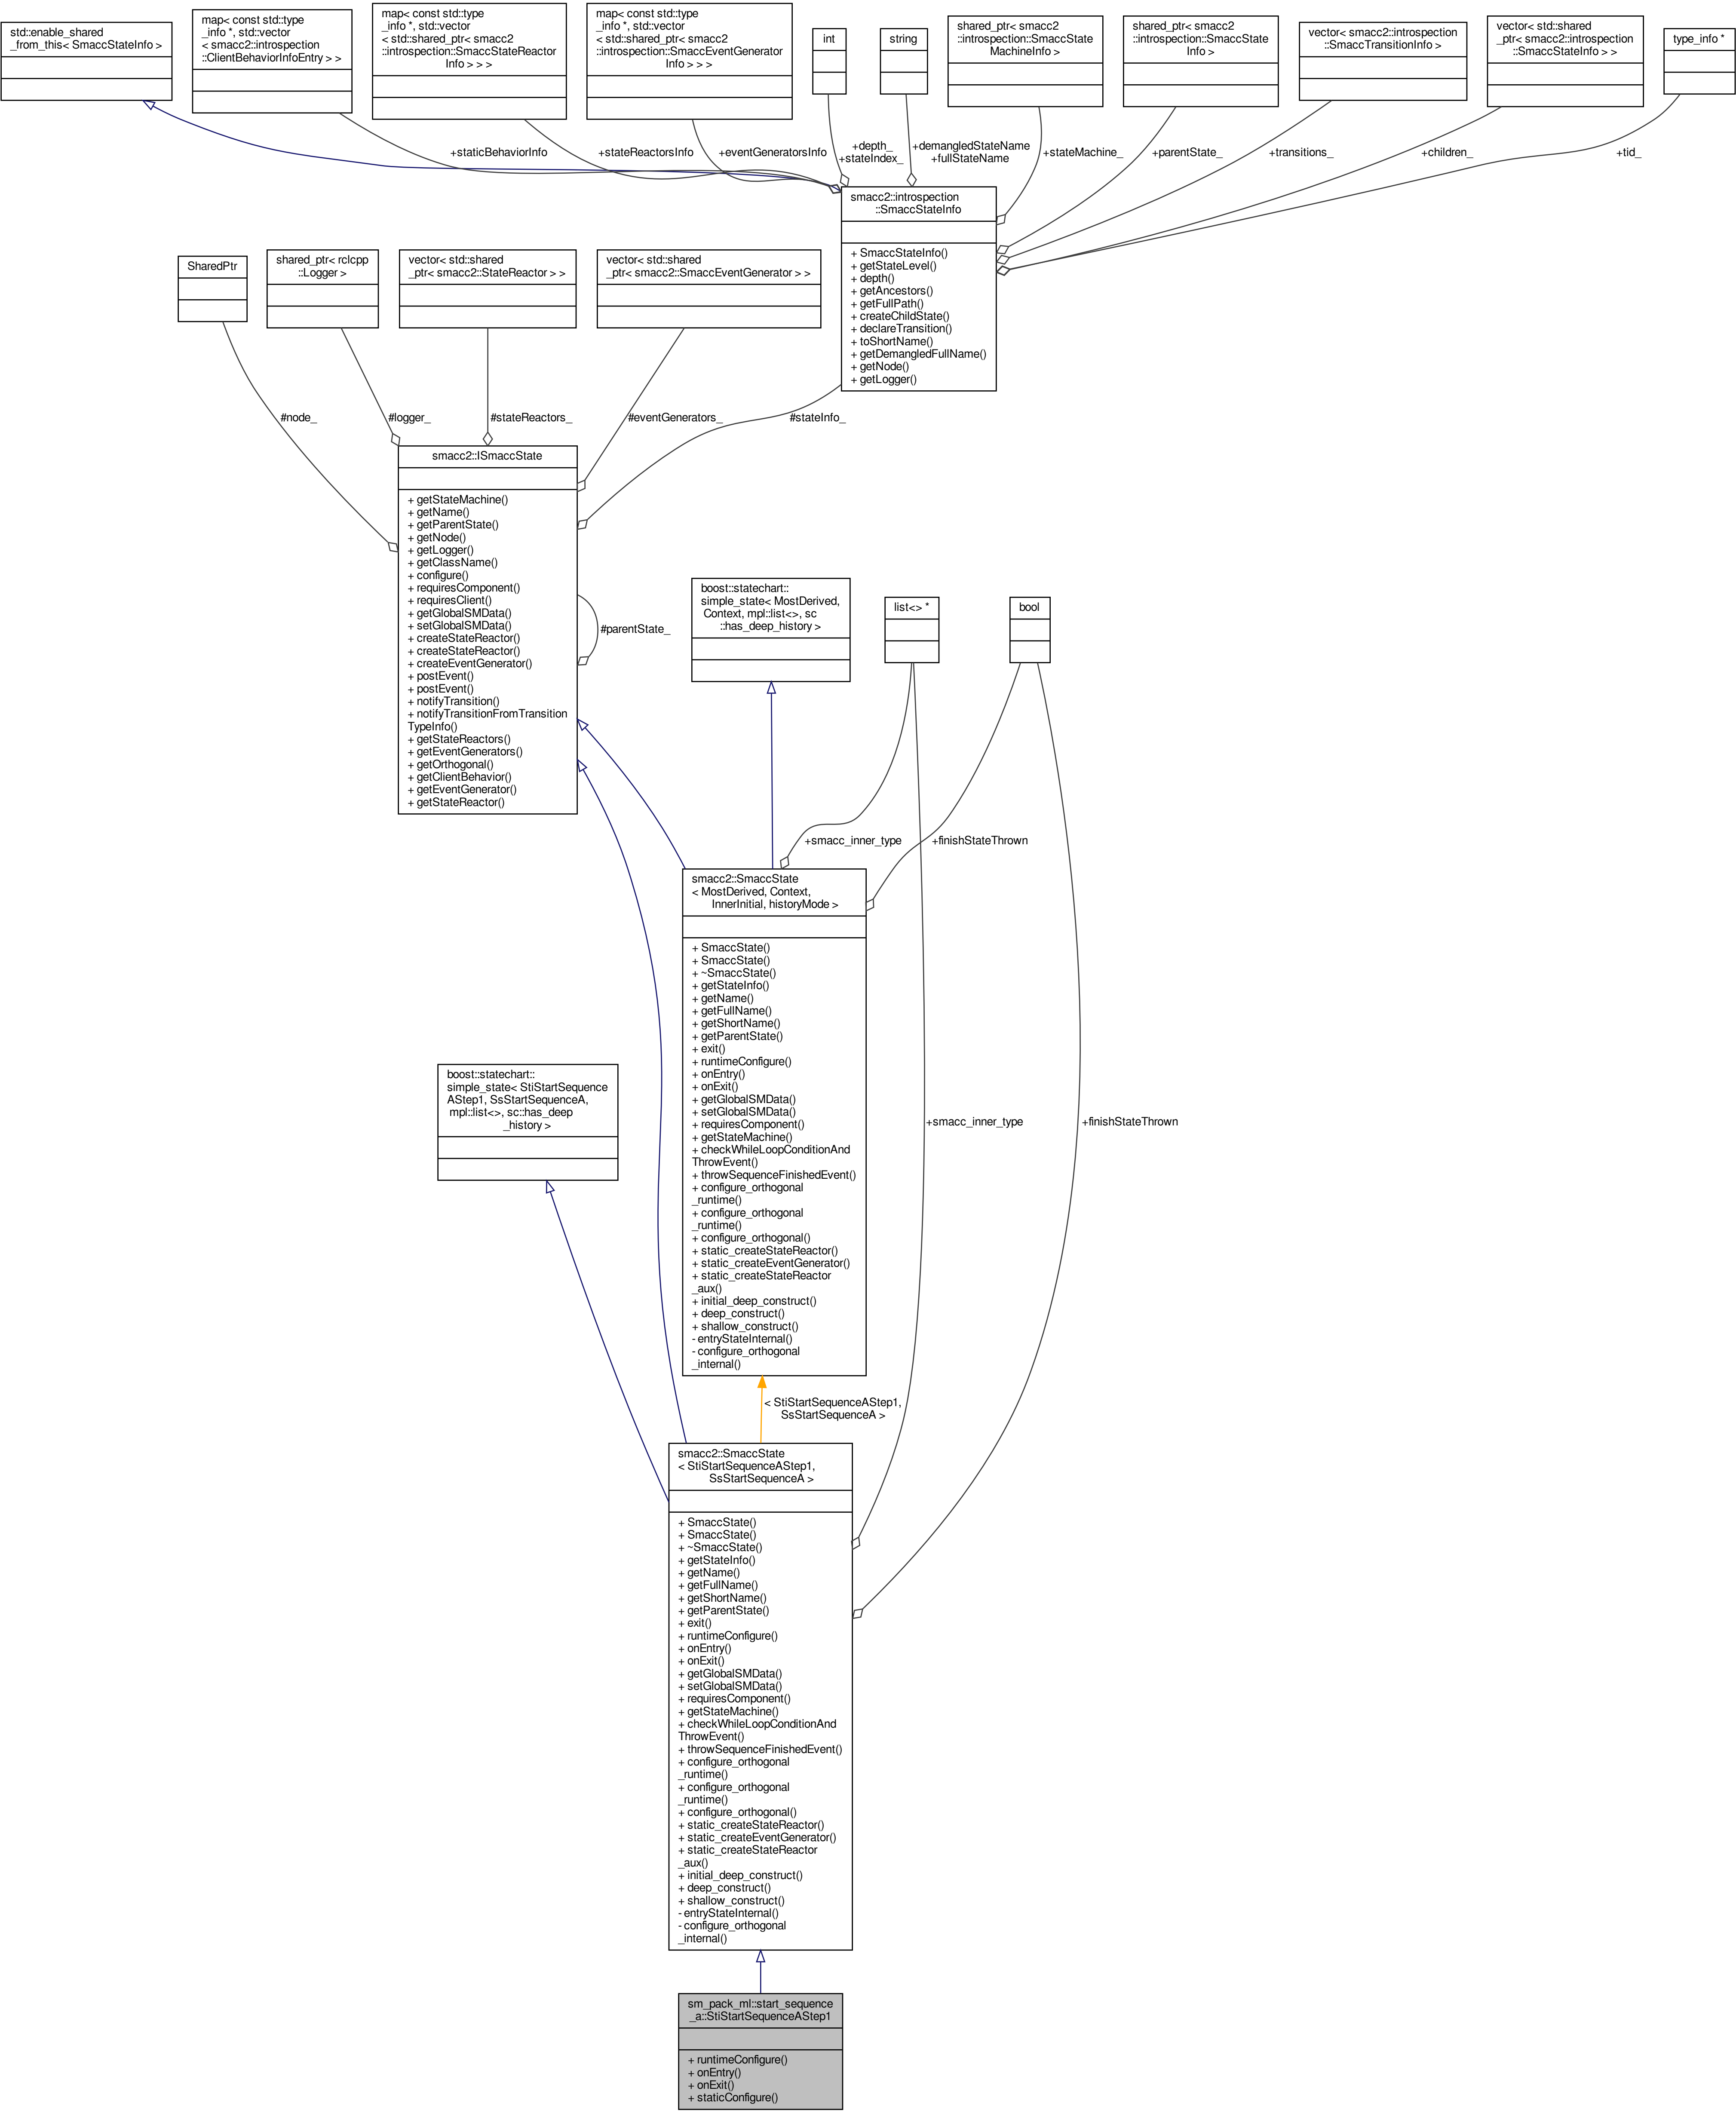 std::enable_shared
_from_this< SmaccStateInfo >
map< const std::type
_info *, std::vector
< smacc2::introspection
::ClientBehaviorInfoEntry > >
map< const std::type
_info *, std::vector
< std::shared_ptr< smacc2
::introspection::SmaccStateReactor
Info > > >
map< const std::type
_info *, std::vector
< std::shared_ptr< smacc2
::introspection::SmaccEventGenerator
Info > > >
int
string
shared_ptr< smacc2
::introspection::SmaccState
MachineInfo >
shared_ptr< smacc2
::introspection::SmaccState
Info >
vector< smacc2::introspection
::SmaccTransitionInfo >
vector< std::shared
_ptr< smacc2::introspection
::SmaccStateInfo > >
type_info *
+staticBehaviorInfo
+stateReactorsInfo
+eventGeneratorsInfo
+depth_
+stateIndex_
+demangledStateName
+fullStateName
+stateMachine_
+parentState_
+transitions_
+children_
+tid_
smacc2::introspection
::SmaccStateInfo
+ SmaccStateInfo()
+ getStateLevel()
+ depth()
+ getAncestors()
+ getFullPath()
+ createChildState()
+ declareTransition()
+ toShortName()
+ getDemangledFullName()
+ getNode()
+ getLogger()
SharedPtr
shared_ptr< rclcpp
::Logger >
vector< std::shared
_ptr< smacc2::StateReactor > >
vector< std::shared
_ptr< smacc2::SmaccEventGenerator > >
#node_
#logger_
#stateReactors_
#eventGenerators_
#stateInfo_
smacc2::ISmaccState
+ getStateMachine()
+ getName()
+ getParentState()
+ getNode()
+ getLogger()
+ getClassName()
+ configure()
+ requiresComponent()
+ requiresClient()
+ getGlobalSMData()
+ setGlobalSMData()
+ createStateReactor()
+ createStateReactor()
+ createEventGenerator()
+ postEvent()
+ postEvent()
+ notifyTransition()
+ notifyTransitionFromTransition
TypeInfo()
+ getStateReactors()
+ getEventGenerators()
+ getOrthogonal()
+ getClientBehavior()
+ getEventGenerator()
+ getStateReactor()
#parentState_
boost::statechart::
simple_state< MostDerived,
Context, mpl::list<>, sc
::has_deep_history >
list<> *
bool
+smacc_inner_type
+finishStateThrown
smacc2::SmaccState
< MostDerived, Context,
InnerInitial, historyMode >
+ SmaccState()
+ SmaccState()
+ ~SmaccState()
+ getStateInfo()
+ getName()
+ getFullName()
+ getShortName()
+ getParentState()
+ exit()
+ runtimeConfigure()
+ onEntry()
+ onExit()
+ getGlobalSMData()
+ setGlobalSMData()
+ requiresComponent()
+ getStateMachine()
+ checkWhileLoopConditionAnd
ThrowEvent()
+ throwSequenceFinishedEvent()
+ configure_orthogonal
_runtime()
+ configure_orthogonal
_runtime()
+ configure_orthogonal()
+ static_createStateReactor()
+ static_createEventGenerator()
+ static_createStateReactor
_aux()
+ initial_deep_construct()
+ deep_construct()
+ shallow_construct()
- entryStateInternal()
- configure_orthogonal
_internal()
boost::statechart::
simple_state< StiStartSequence
AStep1, SsStartSequenceA,
mpl::list<>, sc::has_deep
_history >
+smacc_inner_type
+finishStateThrown
< StiStartSequenceAStep1,
SsStartSequenceA >
smacc2::SmaccState
< StiStartSequenceAStep1,
SsStartSequenceA >
+ SmaccState()
+ SmaccState()
+ ~SmaccState()
+ getStateInfo()
+ getName()
+ getFullName()
+ getShortName()
+ getParentState()
+ exit()
+ runtimeConfigure()
+ onEntry()
+ onExit()
+ getGlobalSMData()
+ setGlobalSMData()
+ requiresComponent()
+ getStateMachine()
+ checkWhileLoopConditionAnd
ThrowEvent()
+ throwSequenceFinishedEvent()
+ configure_orthogonal
_runtime()
+ configure_orthogonal
_runtime()
+ configure_orthogonal()
+ static_createStateReactor()
+ static_createEventGenerator()
+ static_createStateReactor
_aux()
+ initial_deep_construct()
+ deep_construct()
+ shallow_construct()
- entryStateInternal()
- configure_orthogonal
_internal()
sm_pack_ml::start_sequence
_a::StiStartSequenceAStep1
+ runtimeConfigure()
+ onEntry()
+ onExit()
+ staticConfigure()